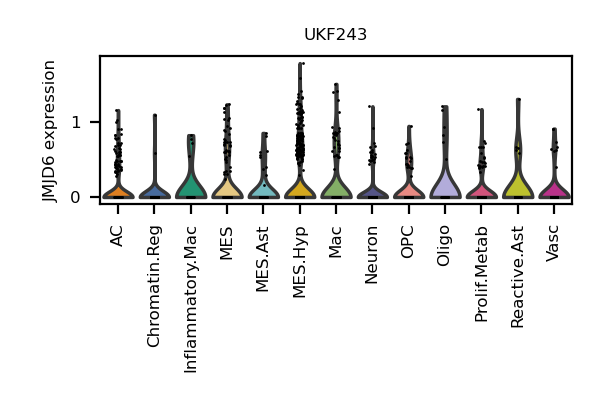 UKF243
JMJD6 expression
1
0
AC
Chromatin.Reg
Inflammatory.Mac
MES
MES.Ast
MES.Hyp
Mac
Neuron
OPC
Oligo
Prolif.Metab
Reactive.Ast
Vasc